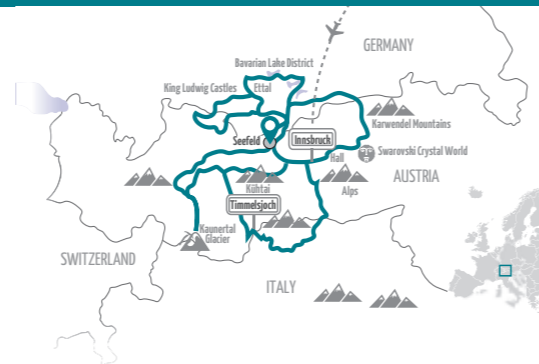 GERMANY
Bavarian Lake District
King Ludwig Castles
Ettal
Karwendel Mountains
Seefeld
Innsbruck
Hall
Swarovski Crystal World
AUSTRIA
Kühtai
Alps
Timmelsjoch
Kaunertal
Glacier
SWITZERLAND
ITALY